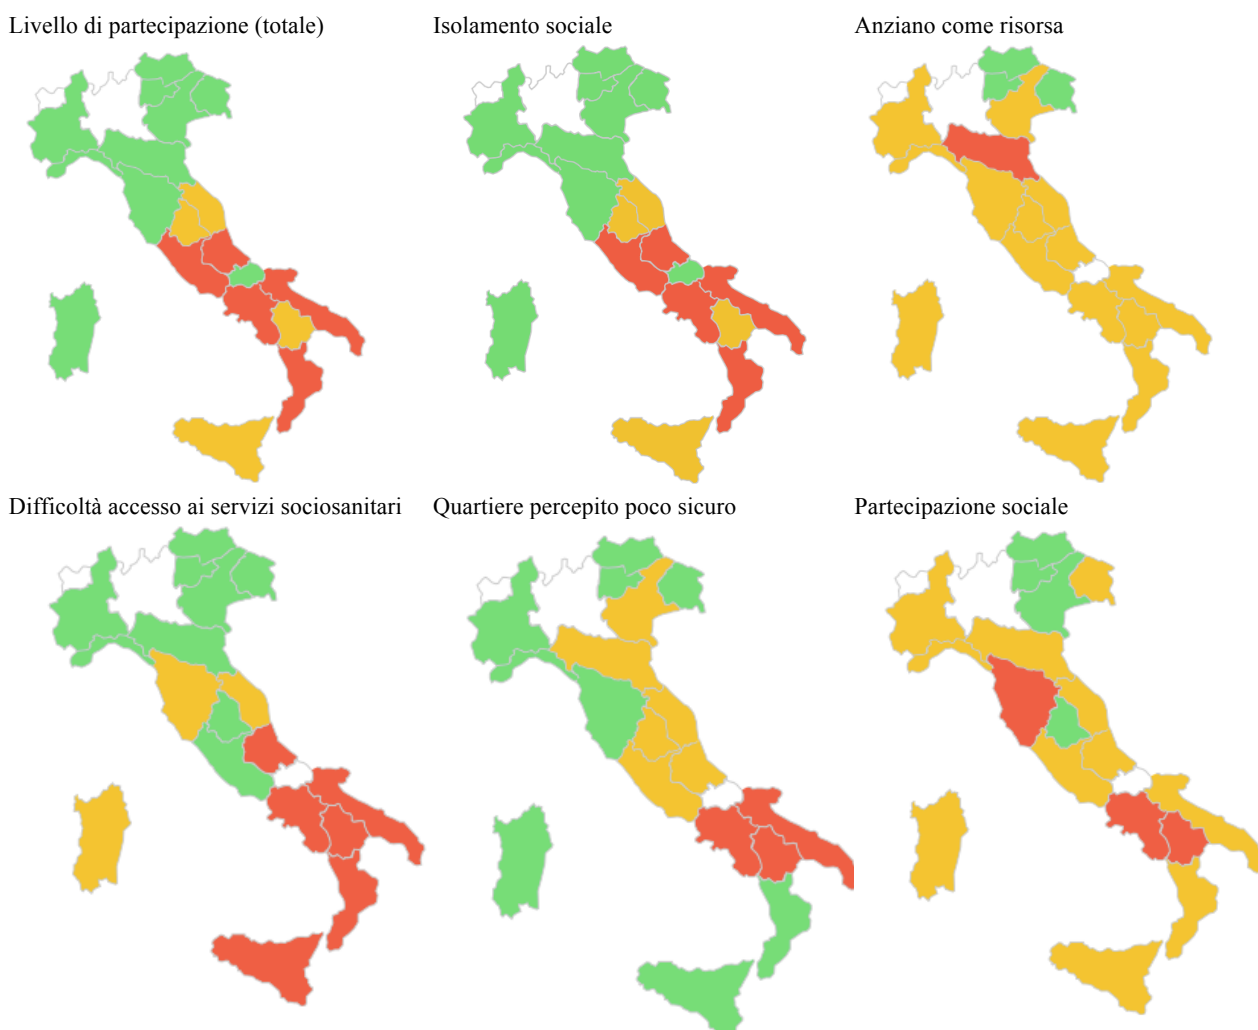 Livello di partecipazione (totale)
Isolamento sociale
Anziano come risorsa
Difficoltà accesso ai servizi sociosanitari
Quartiere percepito poco sicuro
Partecipazione sociale